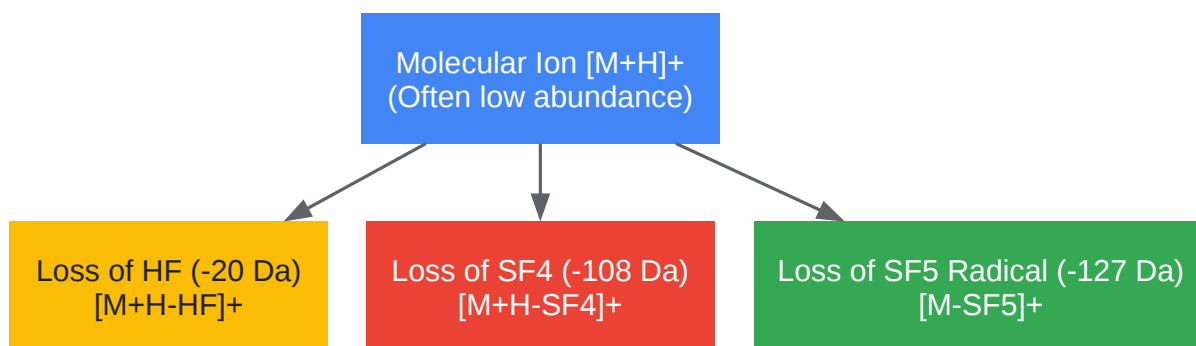 Molecular Ion [M+H]+
(Often low abundance)
Loss of HF (-20 Da)
[M+H-HF]+
Loss of SF4 (-108 Da)
[M+H-SF4]+
Loss of SF5 Radical (-127 Da)
[M-SF5]+